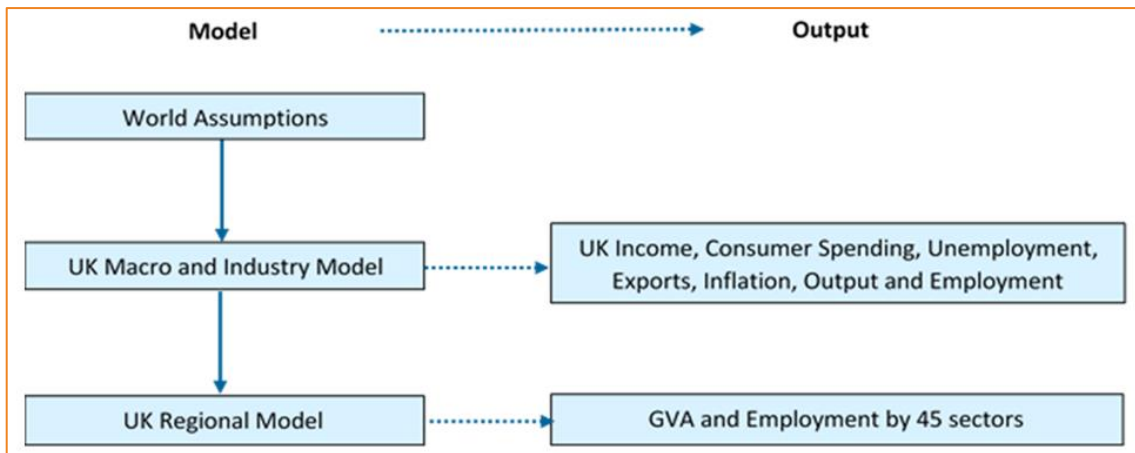 Model
Output
World Assumptions
UK Macro and Industry Model
UK Income, Consumer Spending, Unemployment,
Exports, Inflation, Output and Employment
UK Regional Model
GVA and Employment by 45 sectors